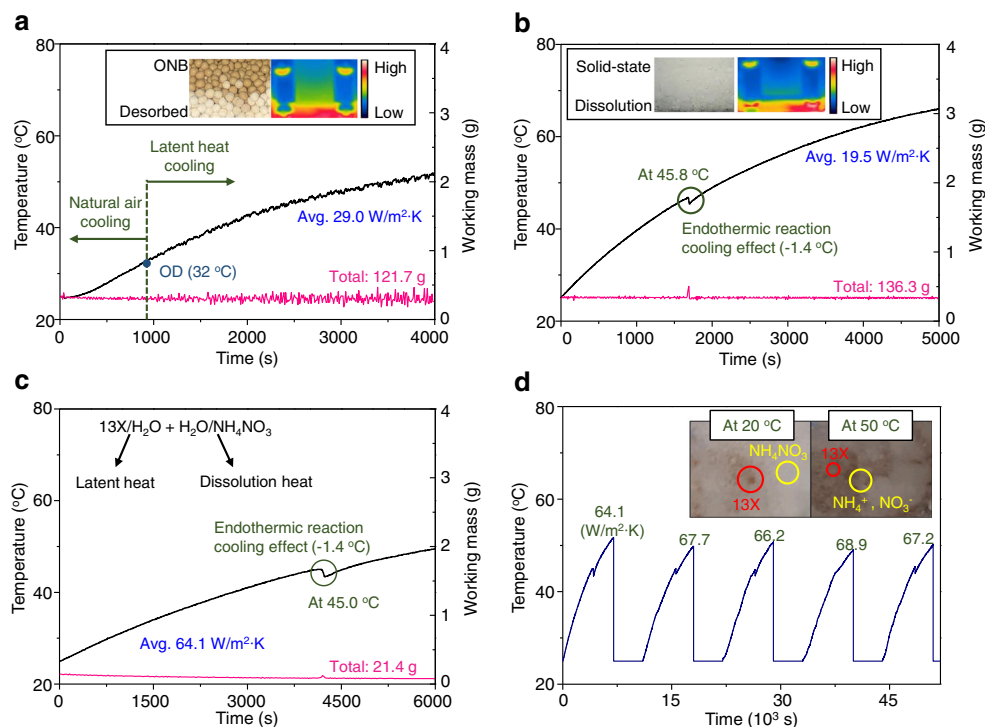 a
80
60
40
20
Temperature (°C)
4
3
2
1
0
Working mass (g)
ONB
Desorbed
High
Low
Latent heat
cooling
Natural air
cooling
Avg. 29.0 W/m²·K
OD (32 °C)
Total: 121.7 g
0
1000
2000
3000
4000
Time (s)
b
80
60
40
20
Temperature (°C)
4
3
2
1
0
Working mass (g)
Solid-state
Dissolution
High
Low
Avg. 19.5 W/m²·K
At 45.8 °C
Endothermic reaction
cooling effect (-1.4 °C)
Total: 136.3 g
0
1000
2000
3000
4000
5000
Time (s)
c
80
60
40
20
Temperature (°C)
4
3
2
1
0
Working mass (g)
13X/H₂O + H₂O/NH₄NO₃
Latent heat
Dissolution heat
Endothermic reaction
cooling effect (-1.4 °C)
At 45.0 °C
Avg. 64.1 W/m²·K
Total: 21.4 g
0
1500
3000
4500
6000
Time (s)
d
80
60
40
20
Temperature (°C)
At 20 °C
At 50 °C
NH₄NO₃
13X
13X
NH₄⁺ , NO₃⁻
64.1
(W/m²·K)
67.7
66.2
68.9
67.2
0
15
30
45
Time (10³ s)